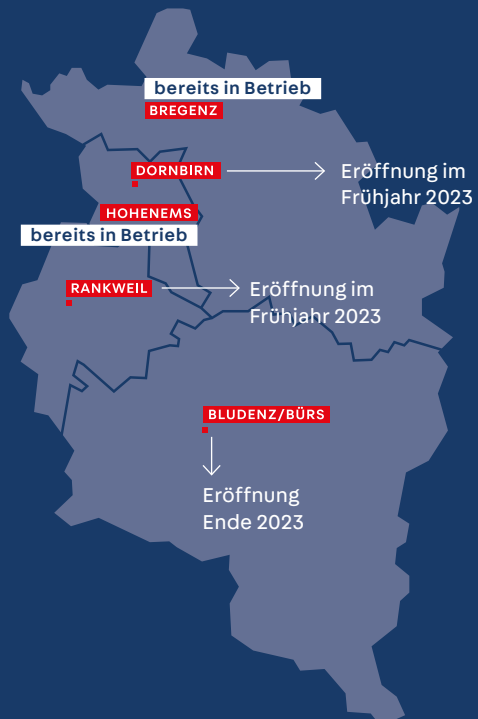 bereits in Betrieb
BREGENZ
DORNBIRN
Eröffnung im
Frühjahr 2023
HOHENEMS
bereits in Betrieb
RANKWEIL
Eröffnung im
Frühjahr 2023
BLUDENZ/BÜRS
Eröffnung
Ende 2023